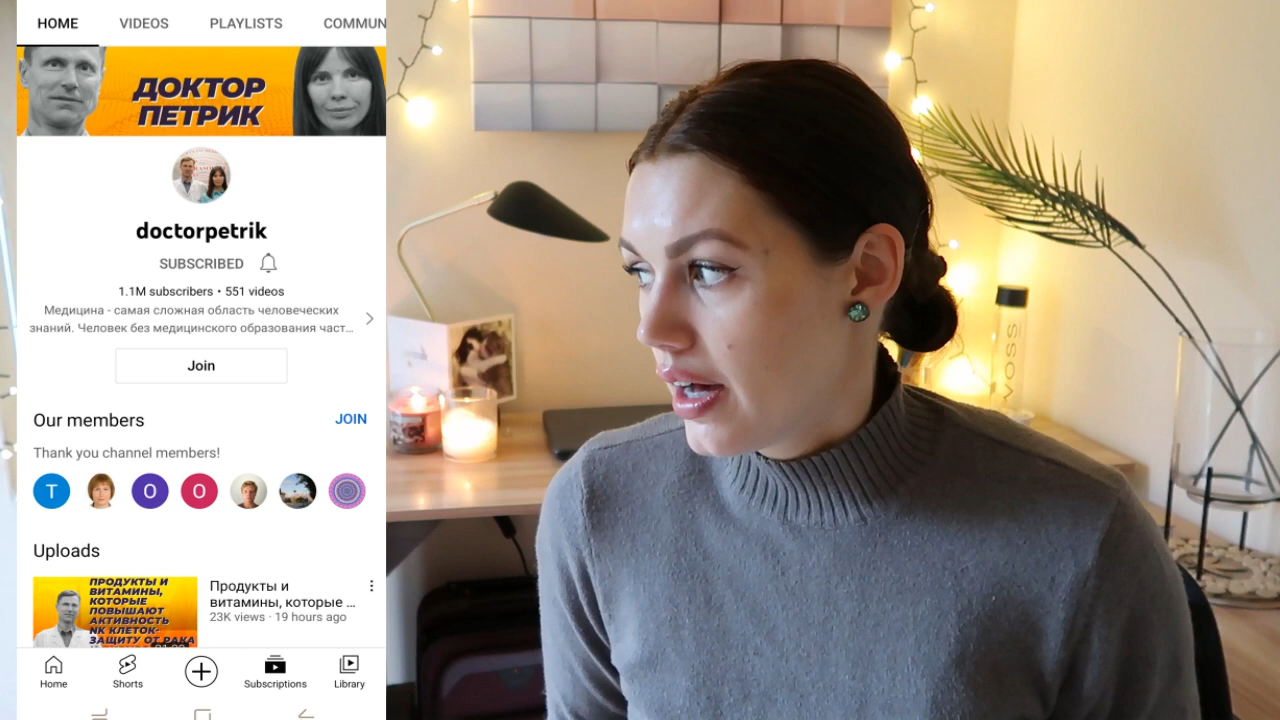 HOME VIDEOS PLAYLISTS COMMUN
ДОКТОР
ПЕТРИК
doctorpetrik
SUBSCRIBED
1.1M subscribers • 551 videos
Медицина - самая сложная область человеческих
знаний. Человек без медицинского образования част...
Join
Our members JOIN
Thank you channel members!
T O O
Uploads
ПРОДУКТЫ И
ВИТАМИНЫ,
КОТОРЫЕ
ПОВЫШАЮТ
АКТИВНОСТЬ
NK КЛЕТОК-
ЗАЩИТУ ОТ РАКА
Продукты и
витамины, которые ...
23K views · 19 hours ago
Home Shorts Subscriptions Library
VOSS